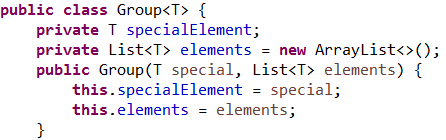 public class Group<T> {
    private T specialElement;
    private List<T> elements = new ArrayList<>();
    public Group(T special, List<T> elements) {
        this.specialElement = special;
        this.elements = elements;
    }